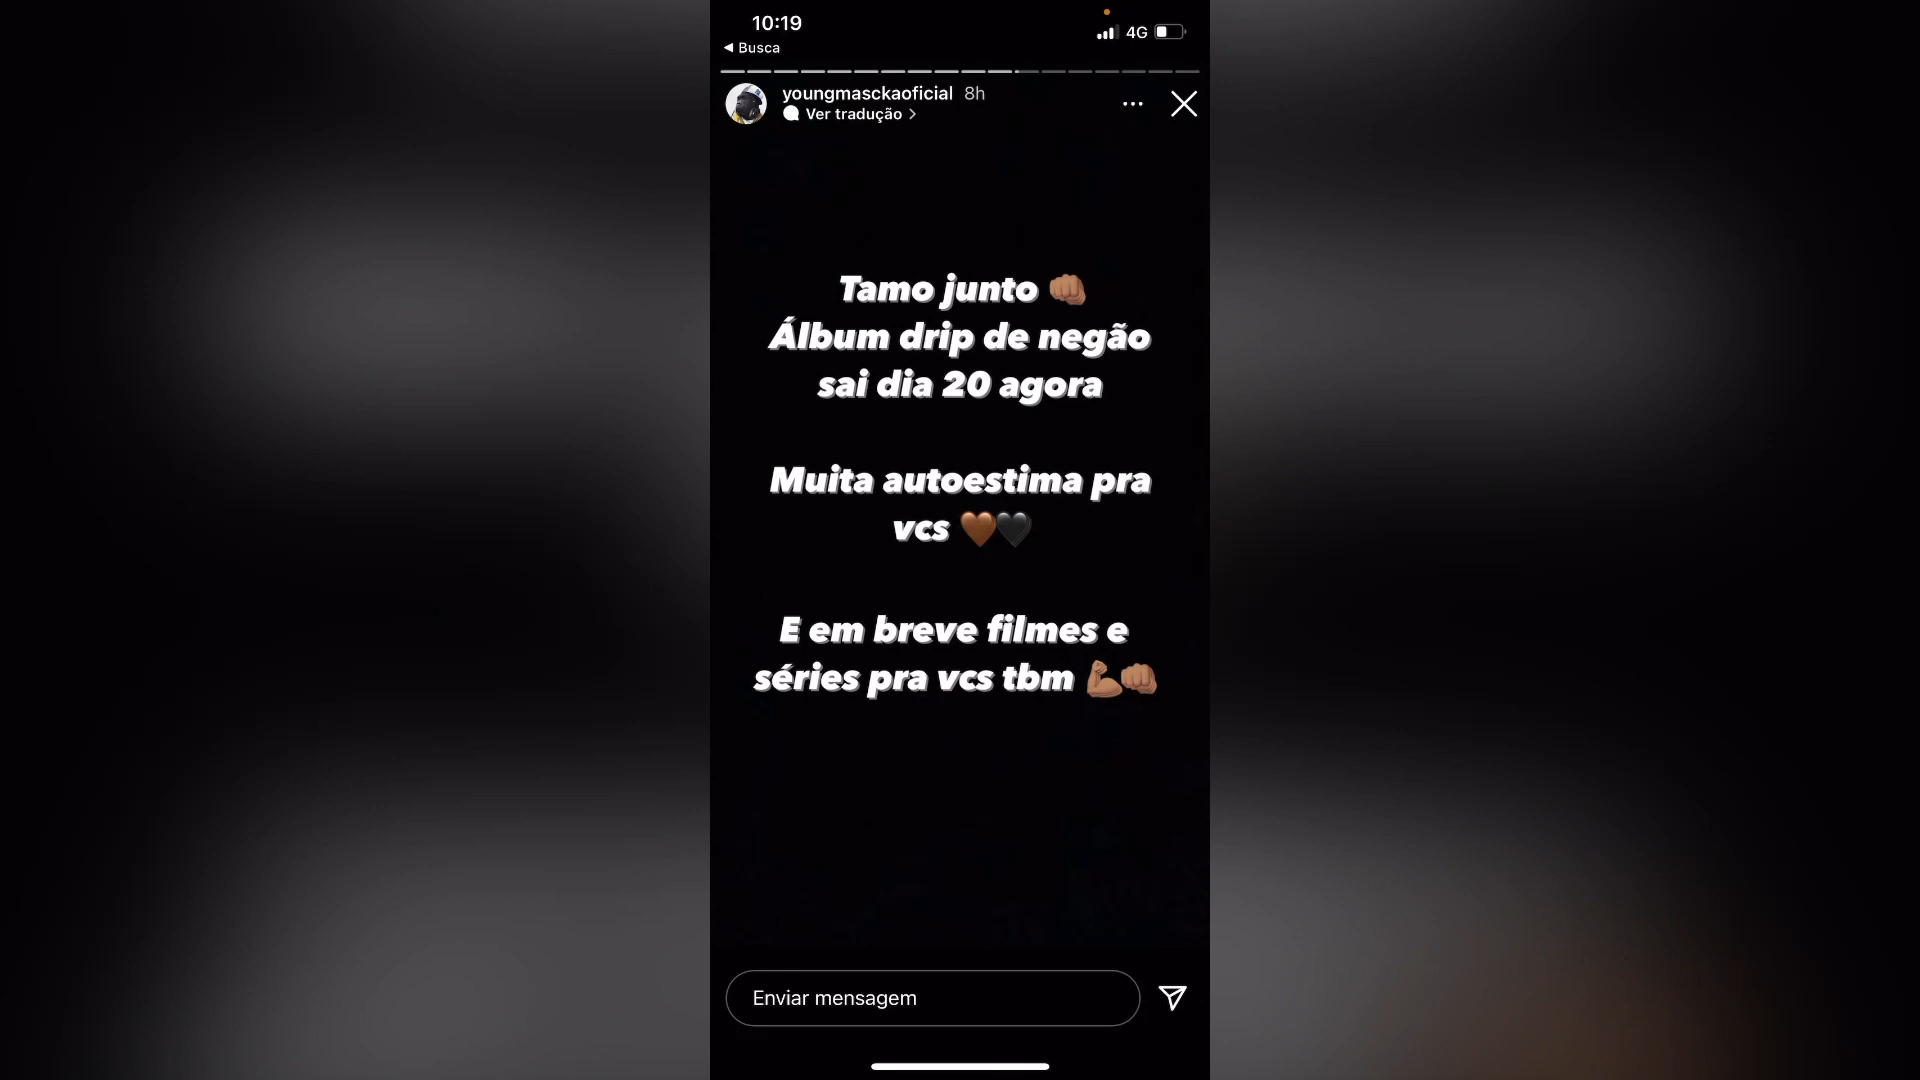 10:19
4G
◀ Busca
youngmasckaoficial 8h
Ver tradução >
Tamo junto 👊🏽
Álbum drip de negão
sai dia 20 agora
Muita autoestima pra
vcs 🤎🖤
E em breve filmes e
séries pra vcs tbm 💪🏽👊🏽
Enviar mensagem